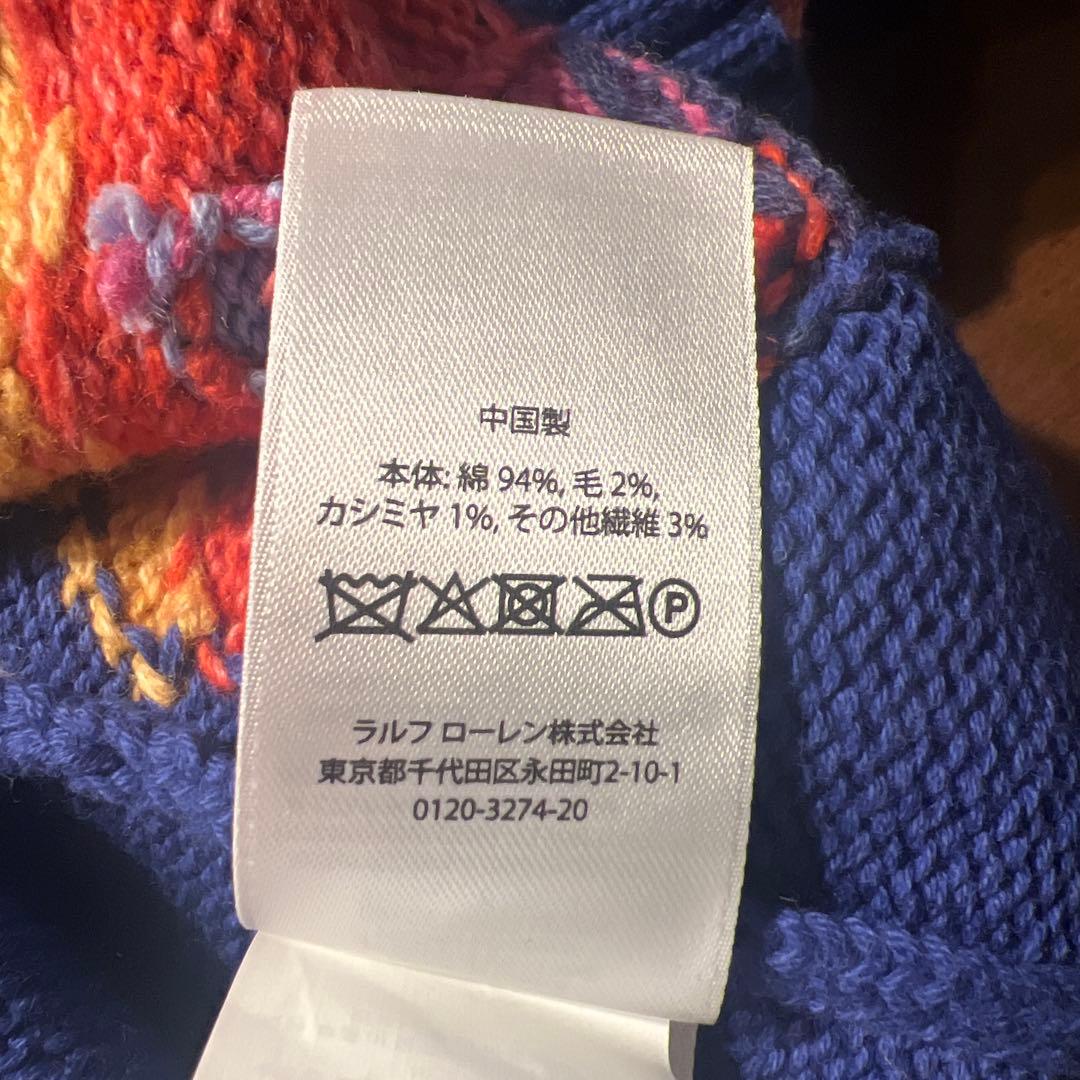 中国製
本体: 綿 94%, 毛 2%,
カシミヤ 1%, その他繊維 3%
P
ラルフ ローレン株式会社
東京都千代田区永田町2-10-1
0120-3274-20